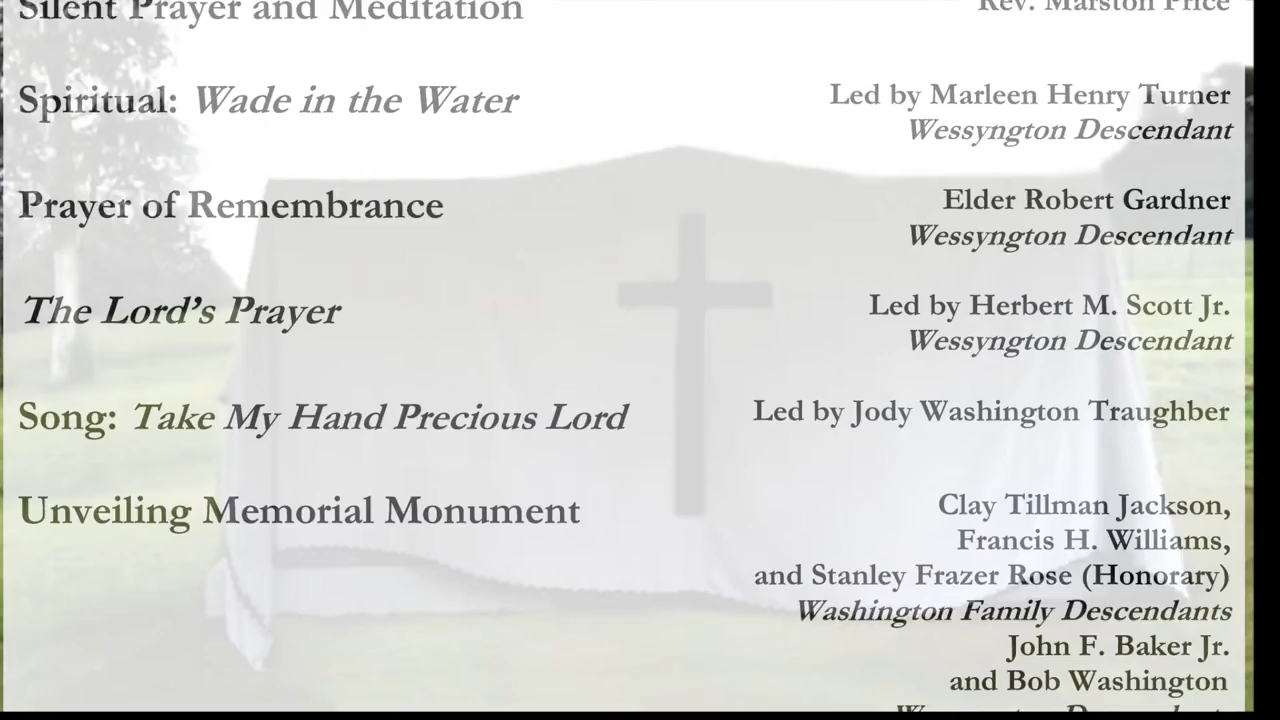 Silent Prayer and Meditation Rev. Marston Price
Spiritual: Wade in the Water Led by Marleen Henry Turner
Wessyngton Descendant
Prayer of Remembrance Elder Robert Gardner
Wessyngton Descendant
The Lord's Prayer Led by Herbert M. Scott Jr.
Wessyngton Descendant
Song: Take My Hand Precious Lord Led by Jody Washington Traughber
Unveiling Memorial Monument Clay Tillman Jackson,
Francis H. Williams,
and Stanley Frazer Rose (Honorary)
Washington Family Descendants
John F. Baker Jr.
and Bob Washington